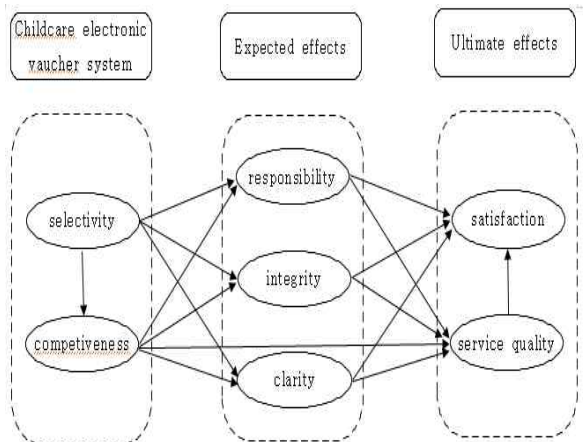 Childcare electronic
vaucher system
Expected effects
Ultimate effects
responsibility
selectivity
satisfaction
integrity
competiveness
service quality
clarity